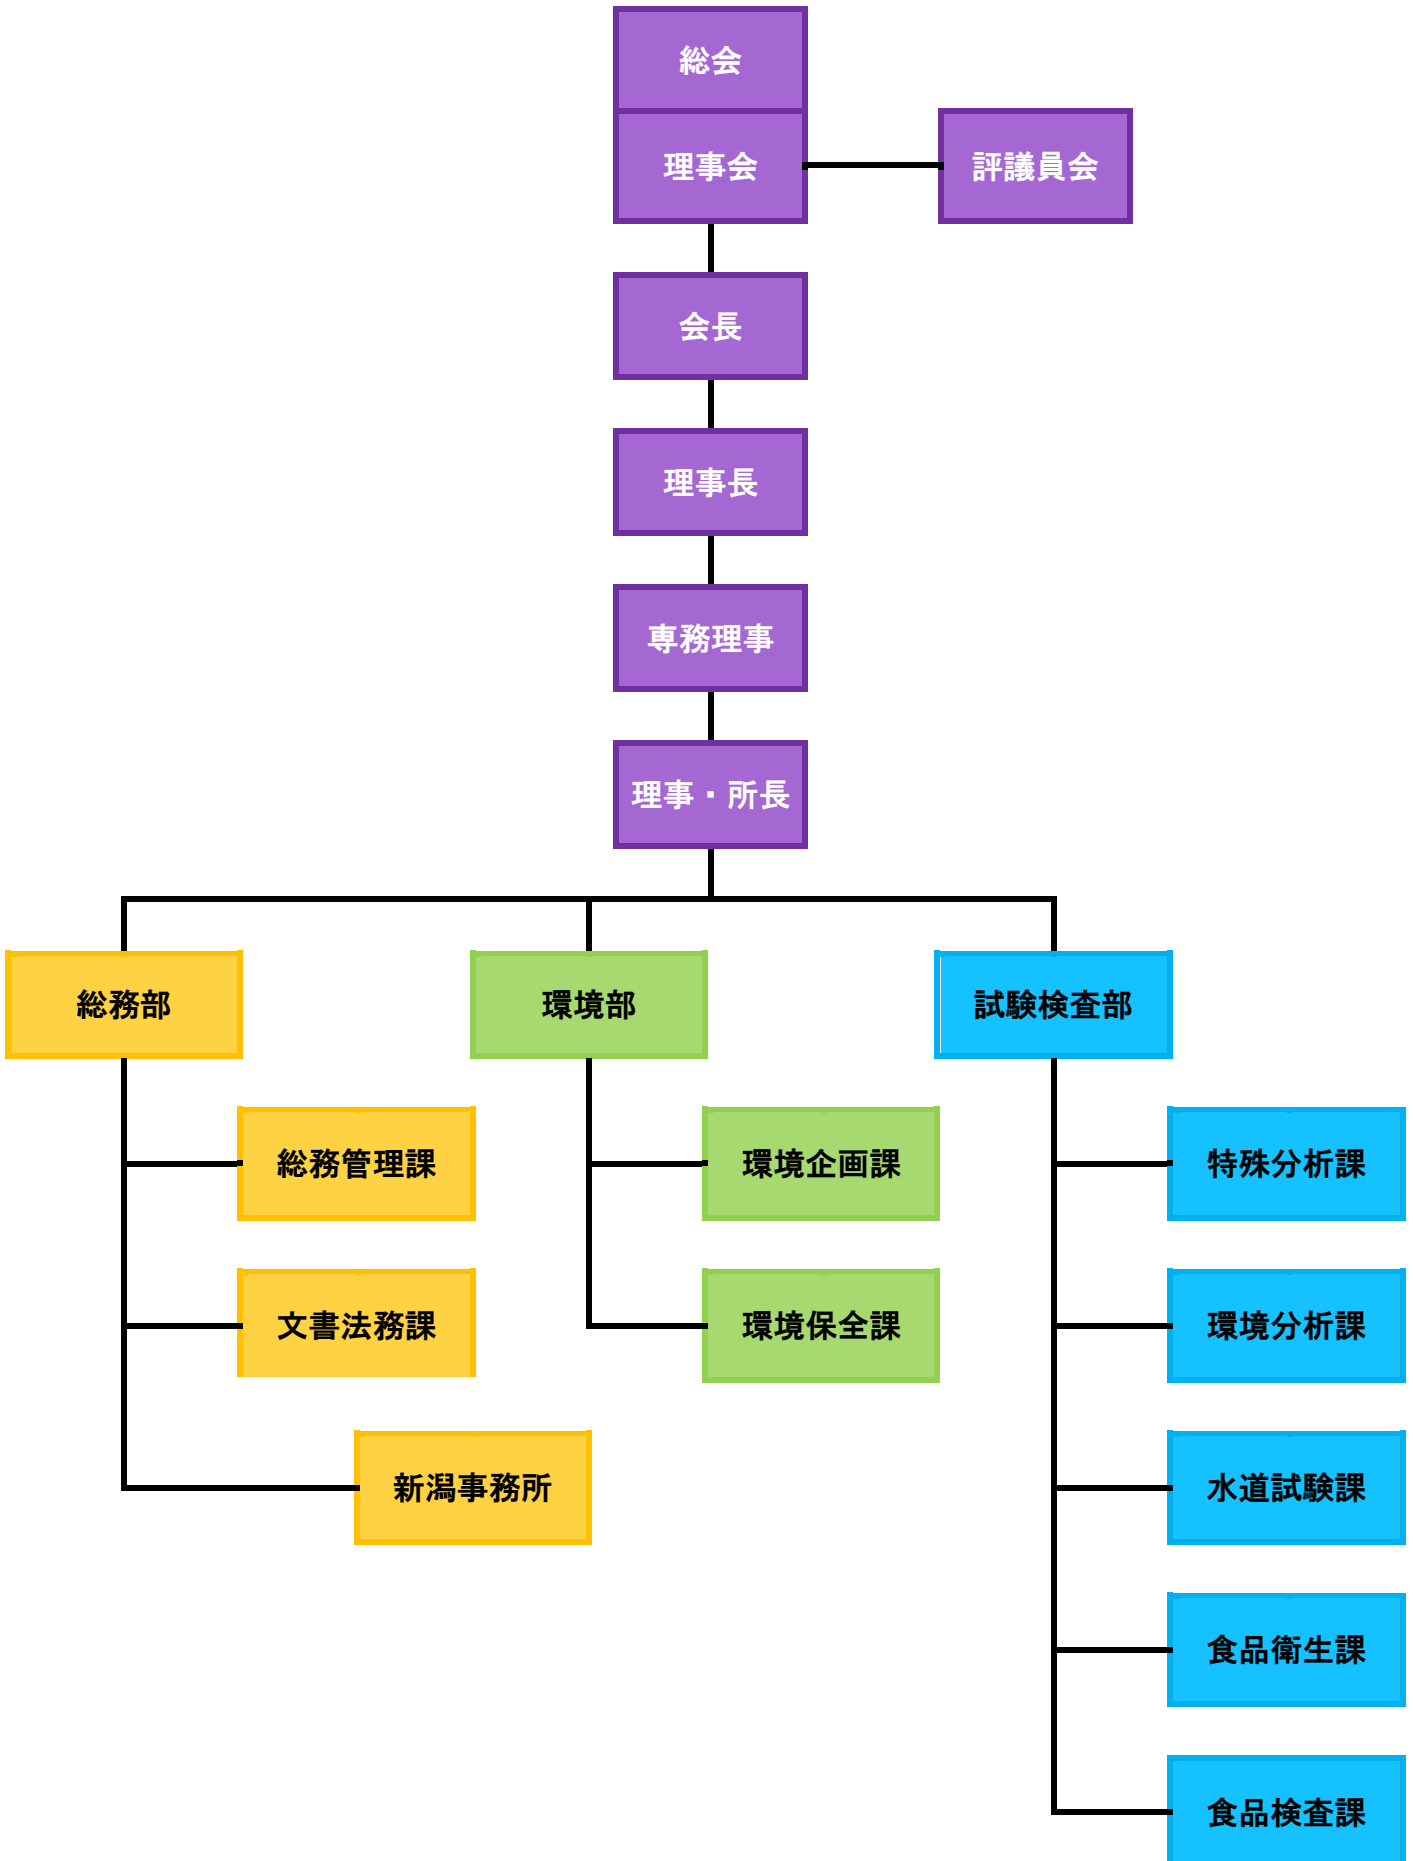 総会
理事会
評議員会
会長
理事長
専務理事
理事・所長
総務部
環境部
試験検査部
総務管理課
環境企画課
特殊分析課
文書法務課
環境保全課
環境分析課
新潟事務所
水道試験課
食品衛生課
食品検査課